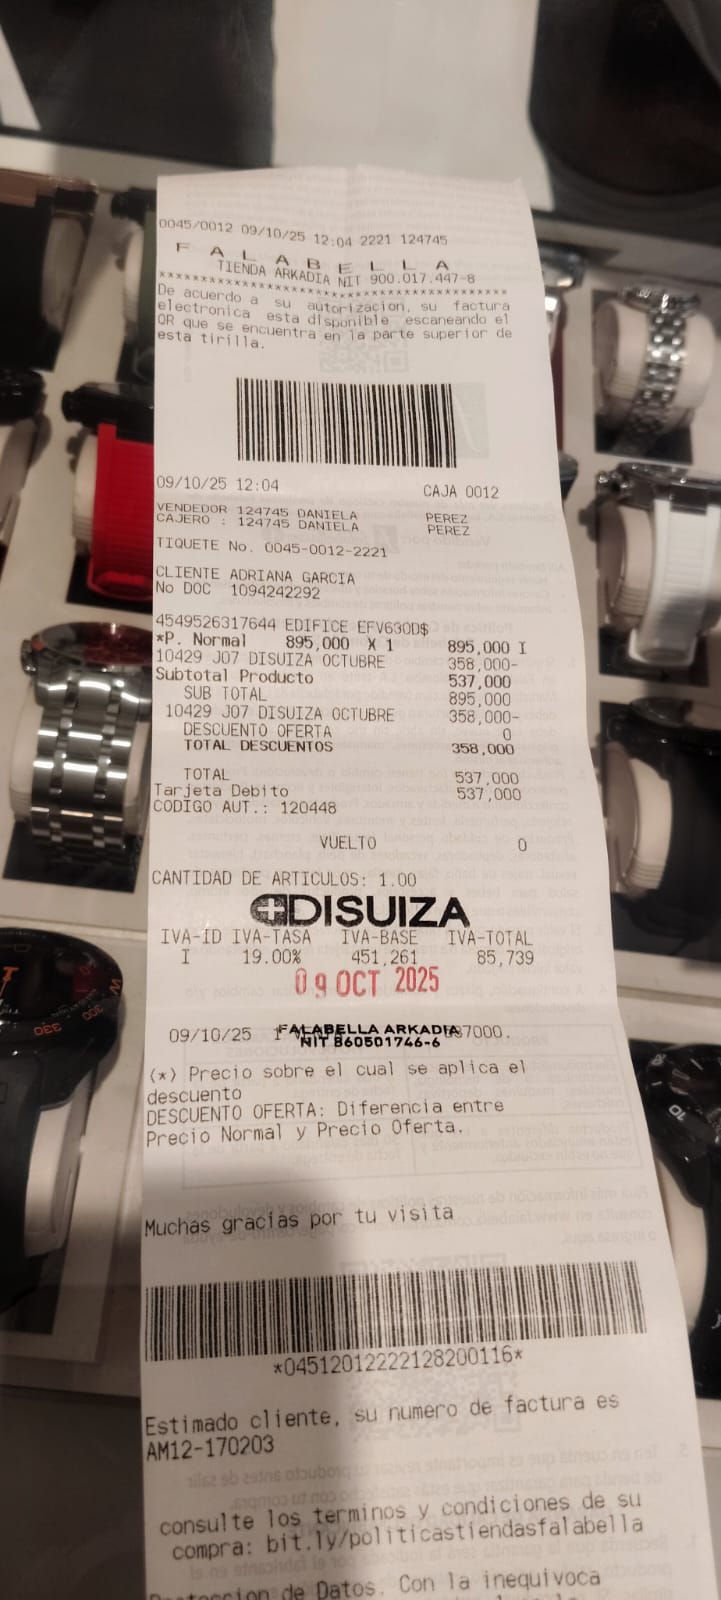 0045/0012 09/10/25 12:04 2221 124745
F A L A B E L L A
TIENDA ARKADIA NIT 900.017.447-8
****************************************
De acuerdo a su autorizacion, su factura
electronica esta disponible escaneando el
QR que se encuentra en la parte superior de
esta tirilla.
09/10/25 12:04 CAJA 0012
VENDEDOR 124745 DANIELA PEREZ
CAJERO : 124745 DANIELA PEREZ
TIQUETE No. 0045-0012-2221
CLIENTE ADRIANA GARCIA
No DOC 1094242292
4549526317644 EDIFICE EFV630D$
*P. Normal 895,000 X 1 895,000 I
10429 J07 DISUIZA OCTUBRE 358,000-
Subtotal Producto 537,000
SUB TOTAL 895,000
10429 J07 DISUIZA OCTUBRE 358,000-
DESCUENTO OFERTA 0
TOTAL DESCUENTOS 358,000
TOTAL 537,000
Tarjeta Debito 537,000
CODIGO AUT.: 120448
VUELTO 0
CANTIDAD DE ARTICULOS: 1.00
DISUIZA
IVA-ID IVA-TASA IVA-BASE IVA-TOTAL
I 19.00% 451,261 85,739
09 OCT 2025
09/10/25
FALABELLA ARKADIA
NIT 860501746-6
(*) Precio sobre el cual se aplica el
descuento
DESCUENTO OFERTA: Diferencia entre
Precio Normal y Precio Oferta.
Muchas gracias por tu visita
*04512012222128200116*
Estimado cliente, su numero de factura es
AM12-170203
consulte los terminos y condiciones de su
compra: bit.ly/politicastiendasfalabella
de Datos. Con la inequivoca